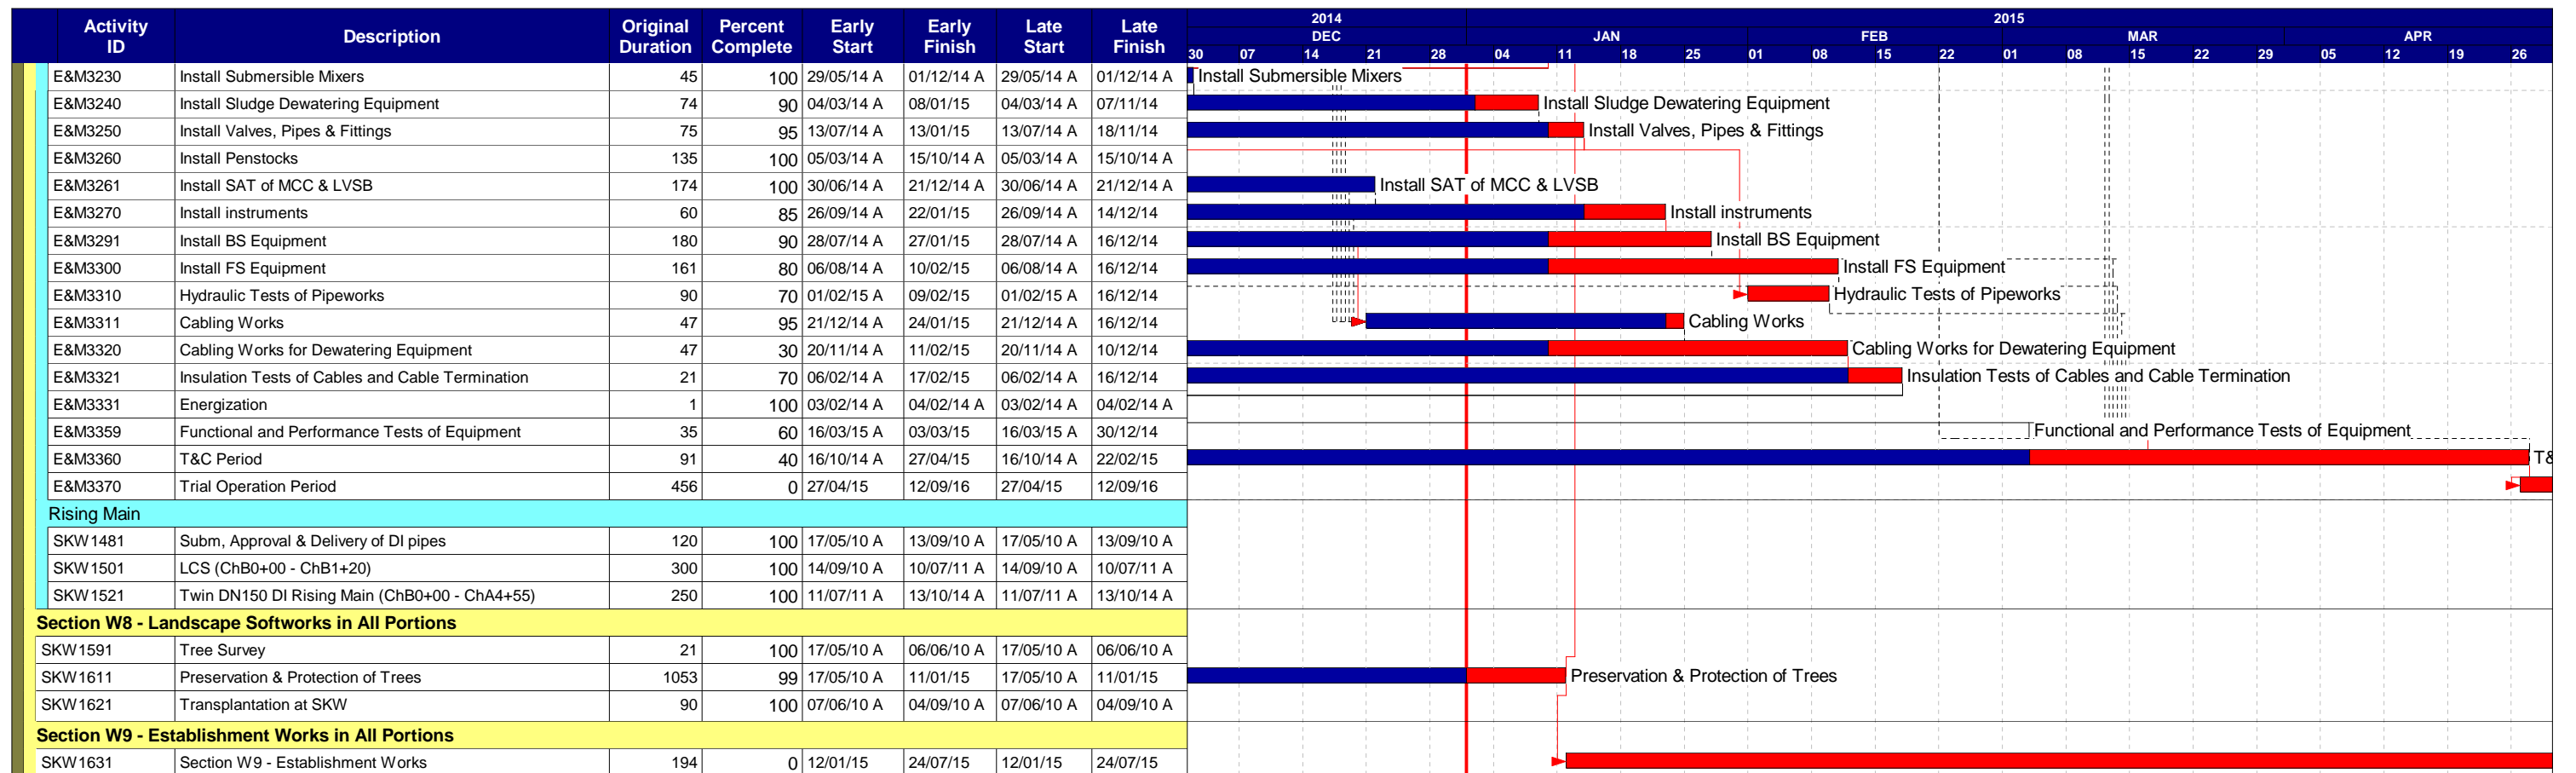 Activity ID Description Original Duration Percent Complete Early Start Early Finish Late Start Late Finish
2014 2015
DEC JAN FEB MAR APR
30 07 14 21 28 04 11 18 25 01 08 15 22 01 08 15 22 29 05 12 19 26
E&M3230 Install Submersible Mixers 45 100 29/05/14 A 01/12/14 A 29/05/14 A 01/12/14 A Install Submersible Mixers
E&M3240 Install Sludge Dewatering Equipment 74 90 04/03/14 A 08/01/15 04/03/14 A 07/11/14 Install Sludge Dewatering Equipment
E&M3250 Install Valves, Pipes & Fittings 75 95 13/07/14 A 13/01/15 13/07/14 A 18/11/14 Install Valves, Pipes & Fittings
E&M3260 Install Penstocks 135 100 05/03/14 A 15/10/14 A 05/03/14 A 15/10/14 A
E&M3261 Install SAT of MCC & LVSB 174 100 30/06/14 A 21/12/14 A 30/06/14 A 21/12/14 A Install SAT of MCC & LVSB
E&M3270 Install instruments 60 85 26/09/14 A 22/01/15 26/09/14 A 14/12/14 Install instruments
E&M3291 Install BS Equipment 180 90 28/07/14 A 27/01/15 28/07/14 A 16/12/14 Install BS Equipment
E&M3300 Install FS Equipment 161 80 06/08/14 A 10/02/15 06/08/14 A 16/12/14 Install FS Equipment
E&M3310 Hydraulic Tests of Pipeworks 90 70 01/02/15 A 09/02/15 01/02/15 A 16/12/14 Hydraulic Tests of Pipeworks
E&M3311 Cabling Works 47 95 21/12/14 A 24/01/15 21/12/14 A 16/12/14 Cabling Works
E&M3320 Cabling Works for Dewatering Equipment 47 30 20/11/14 A 11/02/15 20/11/14 A 10/12/14 Cabling Works for Dewatering Equipment
E&M3321 Insulation Tests of Cables and Cable Termination 21 70 06/02/14 A 17/02/15 06/02/14 A 16/12/14 Insulation Tests of Cables and Cable Termination
E&M3331 Energization 1 100 03/02/14 A 04/02/14 A 03/02/14 A 04/02/14 A
E&M3359 Functional and Performance Tests of Equipment 35 60 16/03/15 A 03/03/15 16/03/15 A 30/12/14 Functional and Performance Tests of Equipment
E&M3360 T&C Period 91 40 16/10/14 A 27/04/15 16/10/14 A 22/02/15 T&
E&M3370 Trial Operation Period 456 0 27/04/15 12/09/16 27/04/15 12/09/16
Rising Main
SKW1481 Subm, Approval & Delivery of DI pipes 120 100 17/05/10 A 13/09/10 A 17/05/10 A 13/09/10 A
SKW1501 LCS (ChB0+00 - ChB1+20) 300 100 14/09/10 A 10/07/11 A 14/09/10 A 10/07/11 A
SKW1521 Twin DN150 DI Rising Main (ChB0+00 - ChA4+55) 250 100 11/07/11 A 13/10/14 A 11/07/11 A 13/10/14 A
Section W8 - Landscape Softworks in All Portions
SKW1591 Tree Survey 21 100 17/05/10 A 06/06/10 A 17/05/10 A 06/06/10 A
SKW1611 Preservation & Protection of Trees 1053 99 17/05/10 A 11/01/15 17/05/10 A 11/01/15 Preservation & Protection of Trees
SKW1621 Transplantation at SKW 90 100 07/06/10 A 04/09/10 A 07/06/10 A 04/09/10 A
Section W9 - Establishment Works in All Portions
SKW1631 Section W9 - Establishment Works 194 0 12/01/15 24/07/15 12/01/15 24/07/15